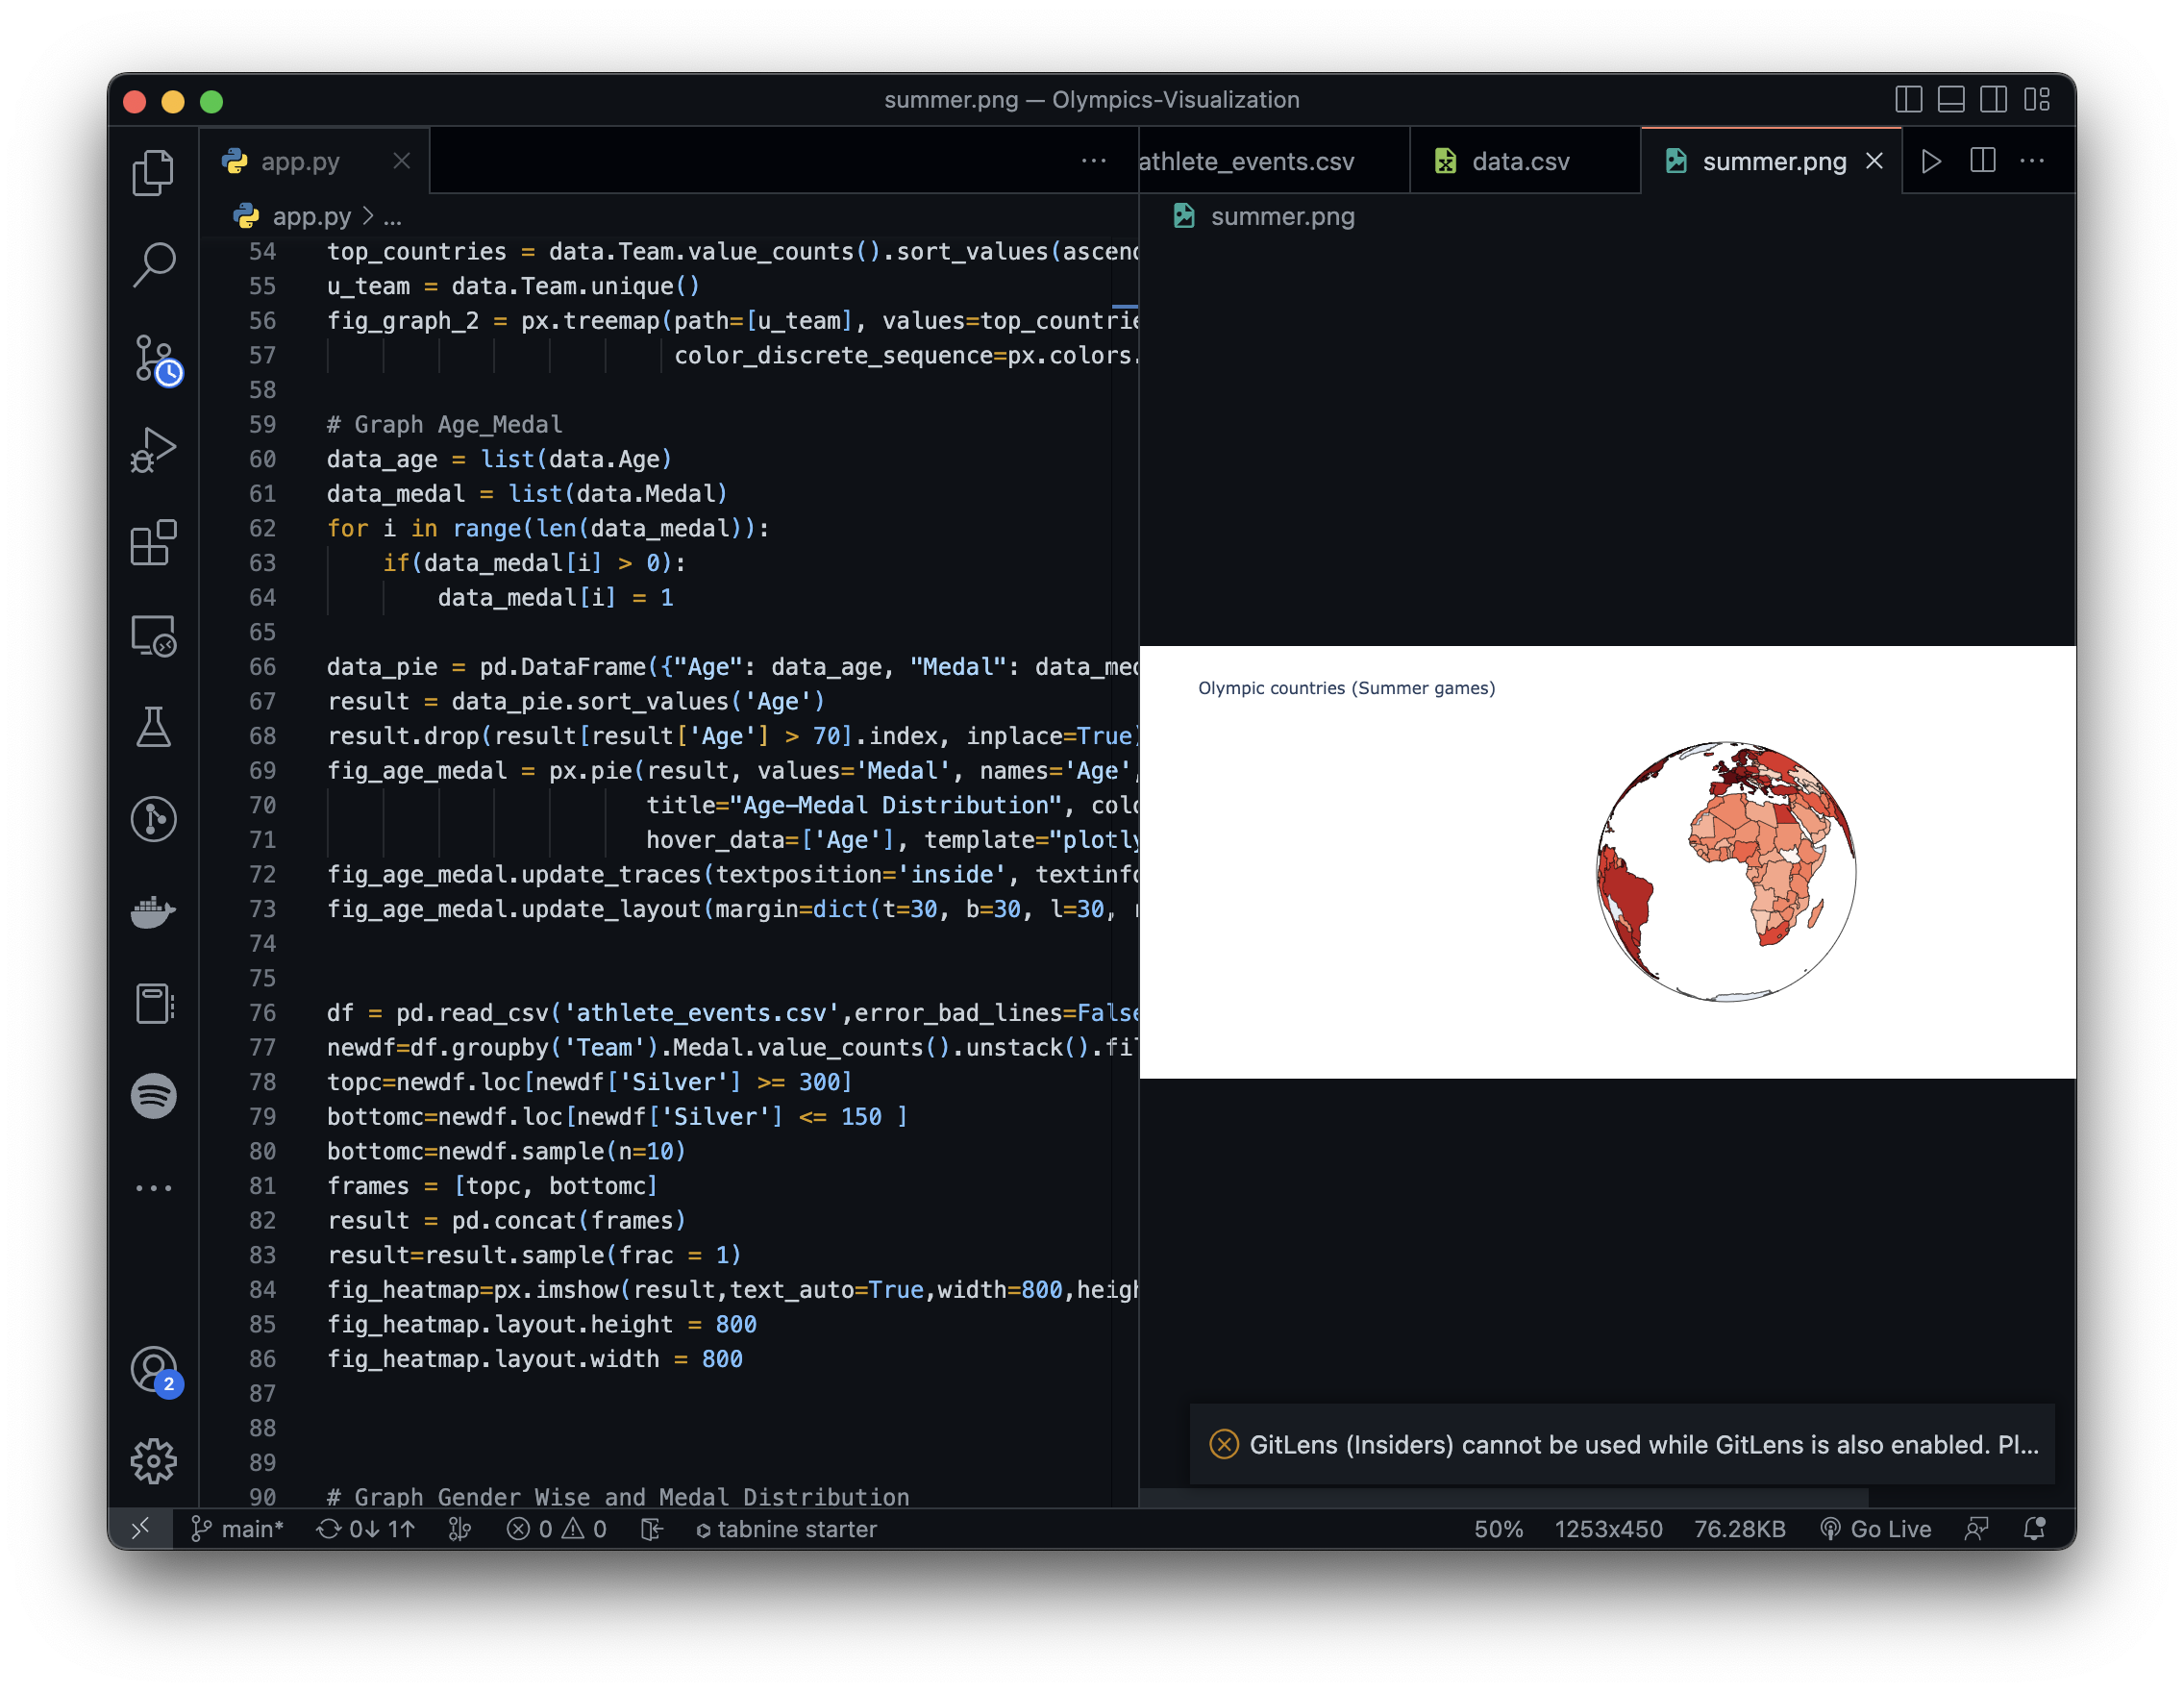 summer.png — Olympics-Visualization
app.py
app.py > ...
54 top_countries = data.Team.value_counts().sort_values(ascen
55 u_team = data.Team.unique()
56 fig_graph_2 = px.treemap(path=[u_team], values=top_countrie
57 color_discrete_sequence=px.colors.
58
59 # Graph Age_Medal
60 data_age = list(data.Age)
61 data_medal = list(data.Medal)
62 for i in range(len(data_medal)):
63 if(data_medal[i] > 0):
64 data_medal[i] = 1
65
66 data_pie = pd.DataFrame({"Age": data_age, "Medal": data_med
67 result = data_pie.sort_values('Age')
68 result.drop(result[result['Age'] > 70].index, inplace=True)
69 fig_age_medal = px.pie(result, values='Medal', names='Age',
70 title="Age-Medal Distribution", colo
71 hover_data=['Age'], template="plotly
72 fig_age_medal.update_traces(textposition='inside', textinfo
73 fig_age_medal.update_layout(margin=dict(t=30, b=30, l=30, r
74
75
76 df = pd.read_csv('athlete_events.csv',error_bad_lines=False
77 newdf=df.groupby('Team').Medal.value_counts().unstack().fil
78 topc=newdf.loc[newdf['Silver'] >= 300]
79 bottomc=newdf.loc[newdf['Silver'] <= 150 ]
80 bottomc=newdf.sample(n=10)
81 frames = [topc, bottomc]
82 result = pd.concat(frames)
83 result=result.sample(frac = 1)
84 fig_heatmap=px.imshow(result,text_auto=True,width=800,heigh
85 fig_heatmap.layout.height = 800
86 fig_heatmap.layout.width = 800
87
88
89
90 # Graph Gender Wise and Medal Distribution
athlete_events.csv
data.csv
summer.png
summer.png
Olympic countries (Summer games)
GitLens (Insiders) cannot be used while GitLens is also enabled. Pl...
2
main* 0↓ 1↑ 0 0 tabnine starter 50% 1253x450 76.28KB Go Live